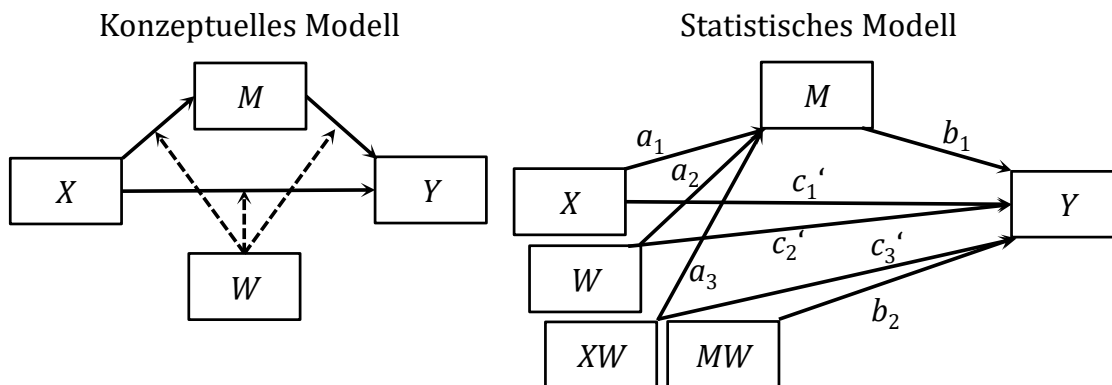 Konzeptuelles Modell
M
X
Y
W
Statistisches Modell
M
a₁
b₁
a₂
X
c₁‘
Y
W
c₂‘
a₃
c₃‘
b₂
XW
MW